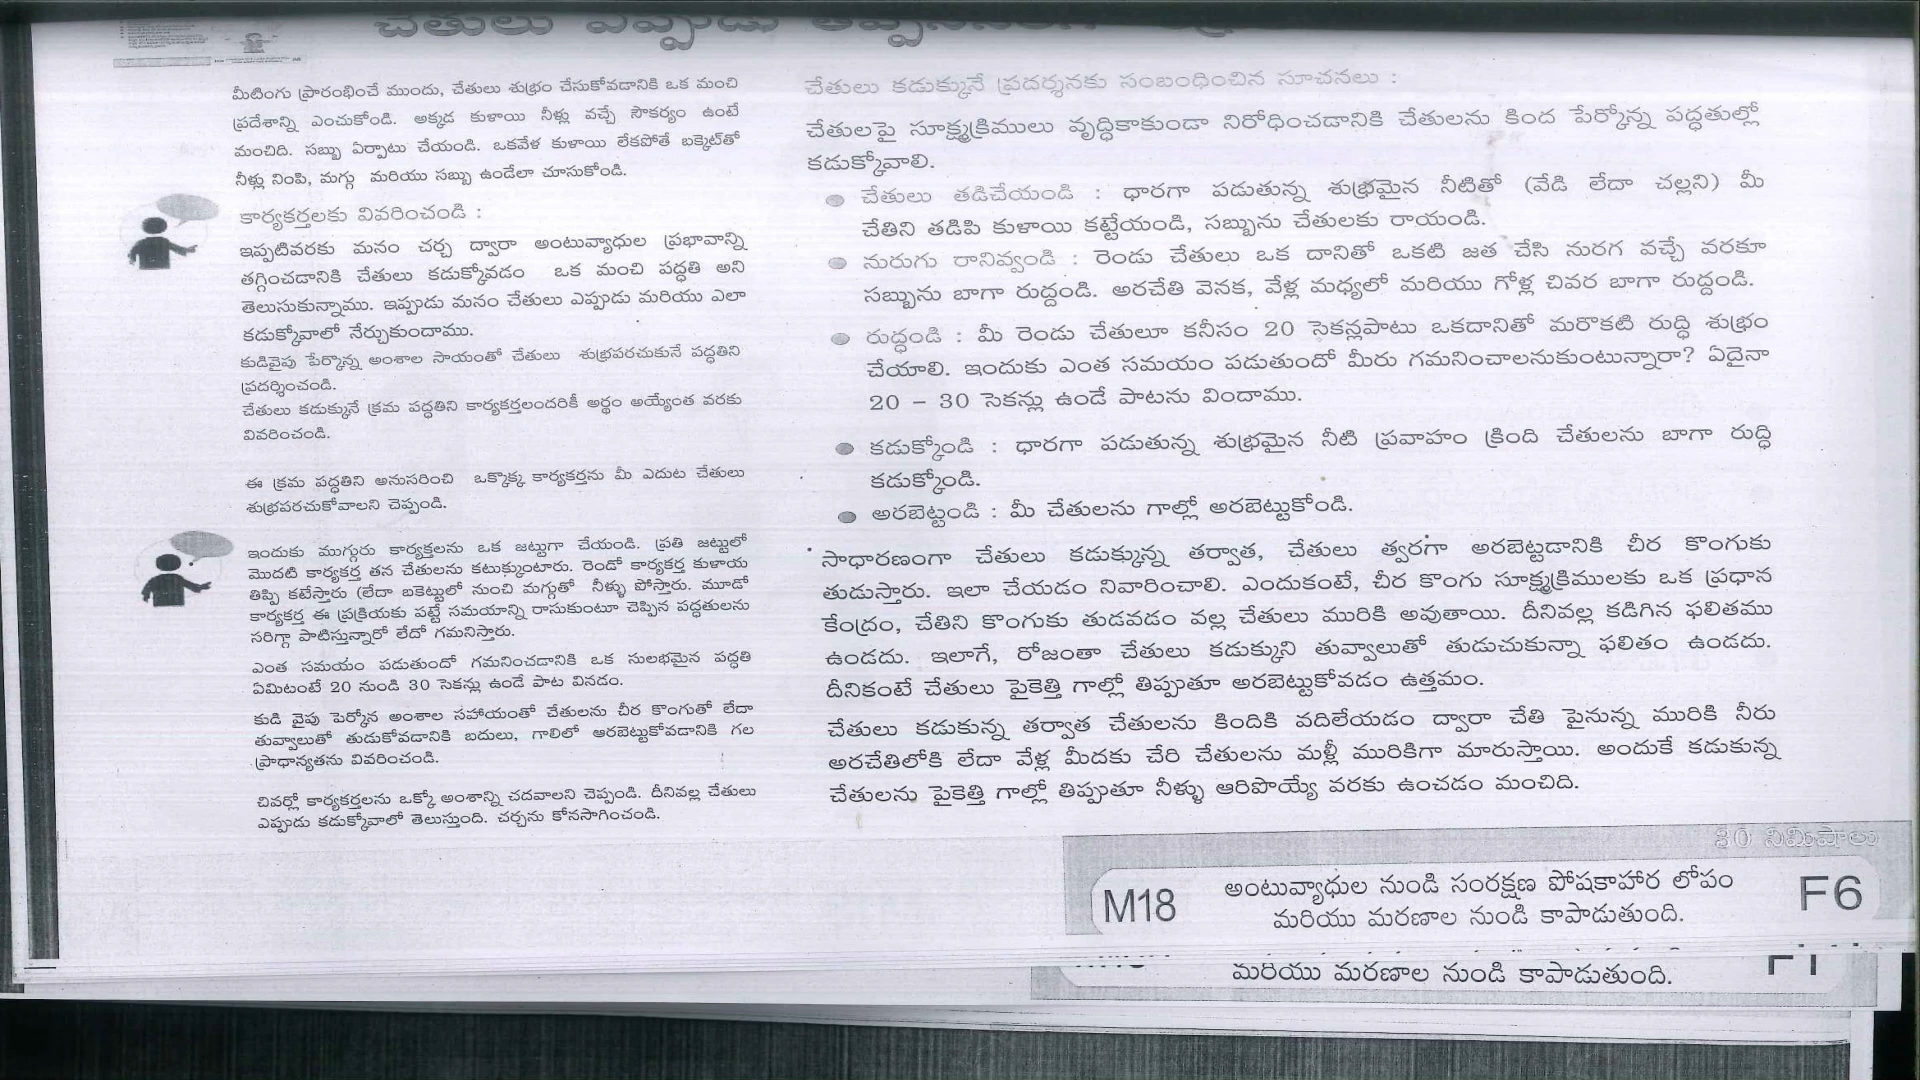 చేతులు ఎప్పుడు
మీటింగు ప్రారంభించే ముందు, చేతులు శుభ్రం చేసుకోవడానికి ఒక మంచి
ప్రదేశాన్ని ఎంచుకోండి. అక్కడ కుళాయి నీళ్లు వచ్చే సౌకర్యం ఉంటే
మంచిది. సబ్బు ఏర్పాటు చేయండి. ఒకవేళ కుళాయి లేకపోతే బక్కెట్‌తో
నీళ్లు నింపి, మగ్గు మరియు సబ్బు ఉండేలా చూసుకోండి.
కార్యకర్తలకు వివరించండి :
ఇప్పటివరకు మనం చర్చ ద్వారా అంటువ్యాధుల ప్రభావాన్ని
తగ్గించడానికి చేతులు కడుక్కోవడం ఒక మంచి పద్ధతి అని
తెలుసుకున్నాము. ఇప్పుడు మనం చేతులు ఎప్పుడు మరియు ఎలా
కడుక్కోవాలో నేర్చుకుందాము.
కుడివైపు పేర్కొన్న అంశాల సాయంతో చేతులు శుభ్రపరచుకునే పద్ధతిని
ప్రదర్శించండి.
చేతులు కడుక్కునే క్రమ పద్ధతిని కార్యకర్తలందరికీ అర్థం అయ్యేంత వరకు
వివరించండి.
ఈ క్రమ పద్ధతిని అనుసరించి ఒక్కొక్క కార్యకర్తను మీ ఎదుట చేతులు
శుభ్రపరచుకోవాలని చెప్పండి.
ఇందుకు ముగ్గురు కార్యక్తలను ఒక జట్టుగా చేయండి. ప్రతి జట్టులో
మొదటి కార్యకర్త తన చేతులను కటుక్కుంటారు. రెండో కార్యకర్త కుళాయ
తిప్పి కటేస్తారు (లేదా బకెట్టులో నుంచి మగ్గుతో నీళ్ళు పోస్తారు. మూడో
కార్యకర్త ఈ ప్రక్రియకు పట్టే సమయాన్ని రాసుకుంటూ చెప్పిన పద్ధతులను
సరిగ్గా పాటిస్తున్నారో లేదో గమనిస్తారు.
ఎంత సమయం పడుతుందో గమనించడానికి ఒక సులభమైన పద్ధతి
ఏమిటంటే 20 నుండి 30 సెకన్లు ఉండే పాట వినడం.
కుడి వైపు పెర్కోన అంశాల సహాయంతో చేతులను చీర కొంగుతో లేదా
తువ్వాలుతో తుడుకోవడానికి బదులు, గాలిలో ఆరబెట్టుకోవడానికి గల
ప్రాధాన్యతను వివరించండి.
చివర్లో కార్యకర్తలను ఒక్కో అంశాన్ని చదవాలని చెప్పండి. దీనివల్ల చేతులు
ఎప్పుడు కడుక్కోవాలో తెలుస్తుంది. చర్చను కోనసాగించండి.
చేతులు కడుక్కునే ప్రదర్శనకు సంబంధించిన సూచనలు :
చేతులపై సూక్ష్మక్రిములు వృద్ధికాకుండా నిరోధించడానికి చేతులను కింద పేర్కోన్న పద్ధతుల్లో
కడుక్కోవాలి.
● చేతులు తడిచేయండి : ధారగా పడుతున్న శుభ్రమైన నీటితో (వేడి లేదా చల్లని) మీ
చేతిని తడిపి కుళాయి కట్టేయండి, సబ్బును చేతులకు రాయండి.
● నురుగు రానివ్వండి : రెండు చేతులు ఒక దానితో ఒకటి జత చేసి నురగ వచ్చే వరకూ
సబ్బును బాగా రుద్దండి. అరచేతి వెనక, వేళ్ల మధ్యలో మరియు గోళ్ల చివర బాగా రుద్దండి.
● రుద్దండి : మీ రెండు చేతులూ కనీసం 20 సెకన్లపాటు ఒకదానితో మరొకటి రుద్ధి శుభ్రం
చేయాలి. ఇందుకు ఎంత సమయం పడుతుందో మీరు గమనించాలనుకుంటున్నారా? ఏదైనా
20 – 30 సెకన్లు ఉండే పాటను విందాము.
● కడుక్కోండి : ధారగా పడుతున్న శుభ్రమైన నీటి ప్రవాహం క్రింది చేతులను బాగా రుద్ధి
కడుక్కోండి.
● అరబెట్టండి : మీ చేతులను గాల్లో అరబెట్టుకోండి.
సాధారణంగా చేతులు కడుక్కున్న తర్వాత, చేతులు త్వరగా అరబెట్టడానికి చీర కొంగుకు
తుడుస్తారు. ఇలా చేయడం నివారించాలి. ఎందుకంటే, చీర కొంగు సూక్ష్మక్రిములకు ఒక ప్రధాన
కేంద్రం, చేతిని కొంగుకు తుడవడం వల్ల చేతులు మురికి అవుతాయి. దీనివల్ల కడిగిన ఫలితము
ఉండదు. ఇలాగే, రోజంతా చేతులు కడుక్కుని తువ్వాలుతో తుడుచుకున్నా ఫలితం ఉండదు.
దీనికంటే చేతులు పైకెత్తి గాల్లో తిప్పుతూ అరబెట్టుకోవడం ఉత్తమం.
చేతులు కడుకున్న తర్వాత చేతులను కిందికి వదిలేయడం ద్వారా చేతి పైనున్న మురికి నీరు
అరచేతిలోకి లేదా వేళ్ల మీదకు చేరి చేతులను మళ్లీ మురికిగా మారుస్తాయి. అందుకే కడుకున్న
చేతులను పైకెత్తి గాల్లో తిప్పుతూ నీళ్ళు ఆరిపొయ్యే వరకు ఉంచడం మంచిది.
30 నిమీషాలు
M18 అంటువ్యాధుల నుండి సంరక్షణ పోషకాహార లోపం F6
మరియు మరణాల నుండి కాపాడుతుంది.
మరియు మరణాల నుండి కాపాడుతుంది.